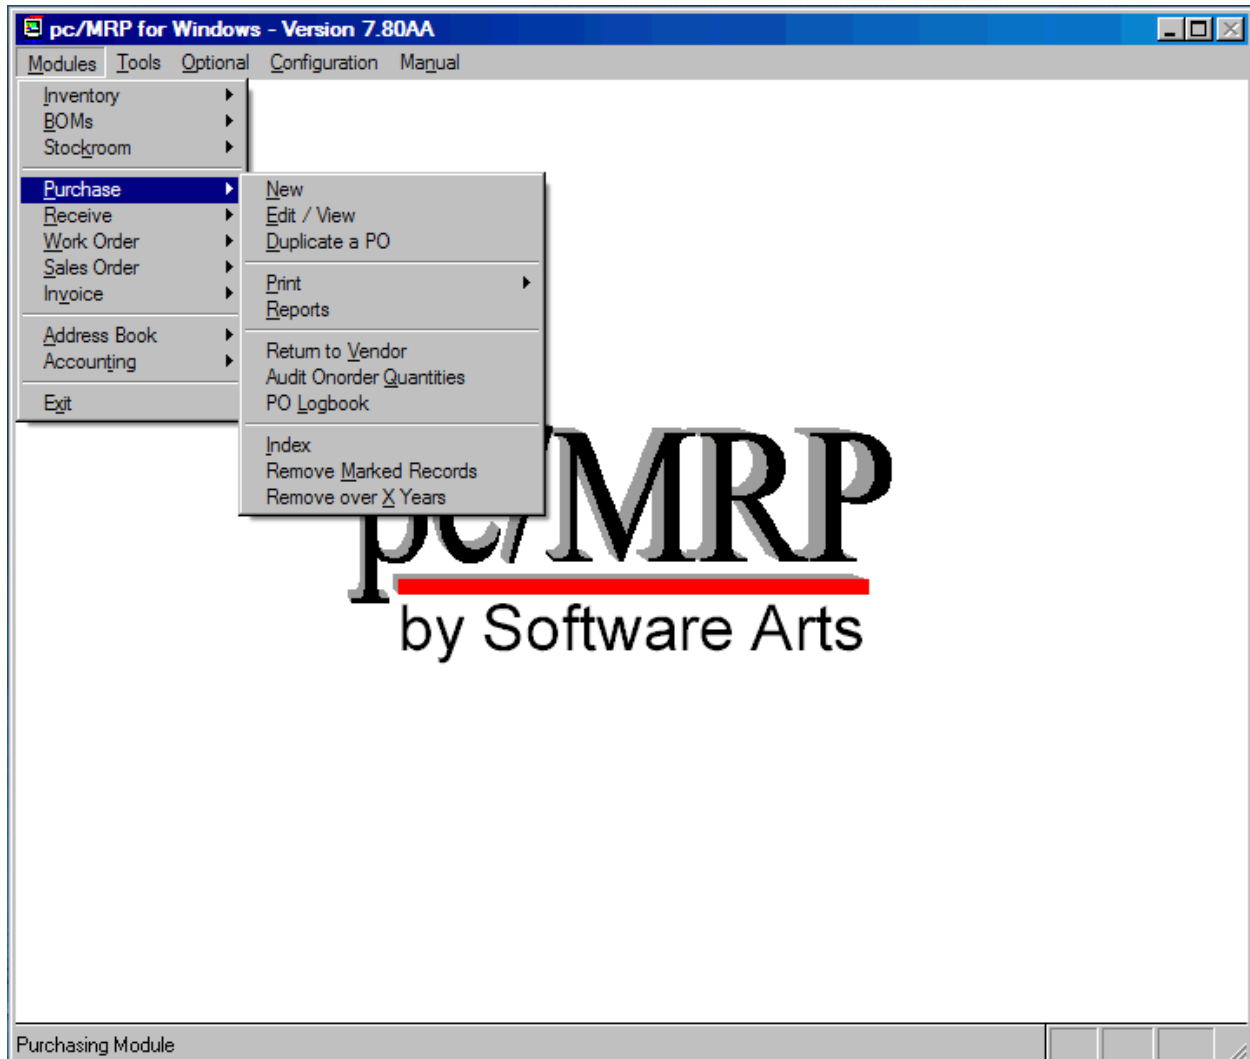 pc/MRP for Windows - Version 7.80AA
Modules Tools Optional Configuration Manual
Inventory
BOMs
Stockroom
Purchase
Receive
Work Order
Sales Order
Invoice
Address Book
Accounting
Exit
New
Edit / View
Duplicate a PO
Print
Reports
Return to Vendor
Audit Onorder Quantities
PO Logbook
Index
Remove Marked Records
Remove over X Years
pc/MRP
by Software Arts
Purchasing Module